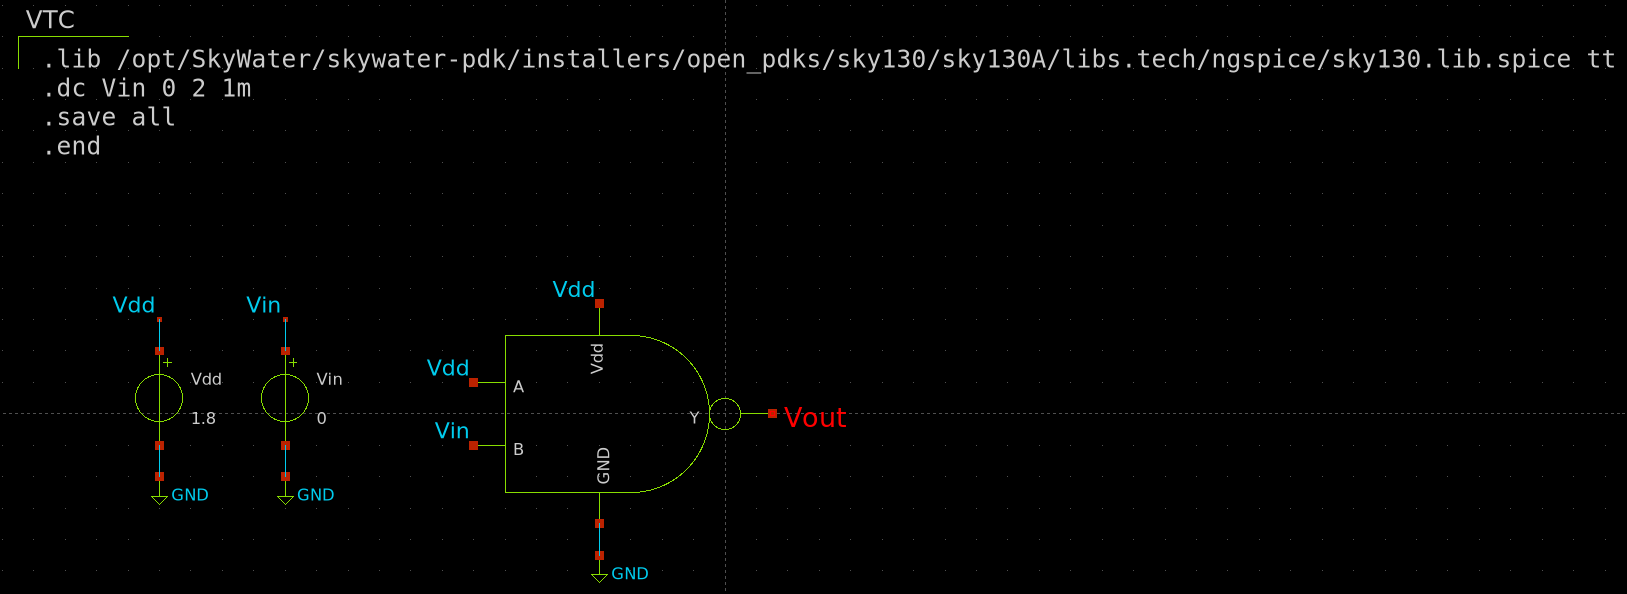 VTC
.lib /opt/SkyWater/skywater-pdk/installers/open_pdks/sky130/sky130A/libs.tech/ngspice/sky130.lib.spice tt
.dc Vin 0 2 1m
.save all
.end
Vdd
Vdd
Vin
+
+
Vdd
Vdd
A
Vdd
Vin
1.8
0
Y
Vout
Vin
B
GND
GND
GND
GND